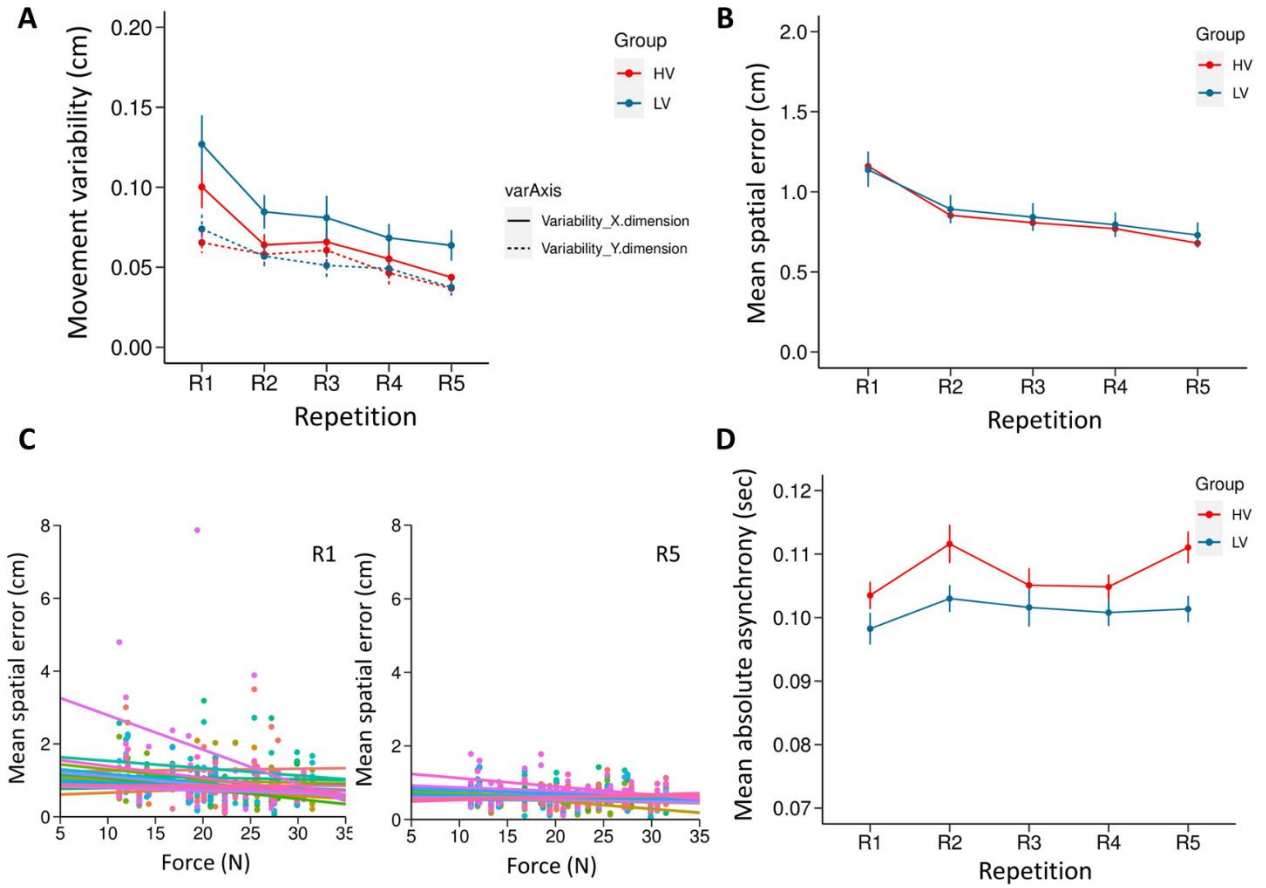 A
Movement variability (cm)
0.20
0.15
0.10
0.05
0.00
R1 R2 R3 R4 R5
Repetition
Group
HV
LV
varAxis
Variability_X.dimension
Variability_Y.dimension
B
Mean spatial error (cm)
2.0
1.5
1.0
0.5
0.0
R1 R2 R3 R4 R5
Repetition
Group
HV
LV
C
Mean spatial error (cm)
8
6
4
2
0
R1
5 10 15 20 25 30 35
Force (N)
Mean spatial error (cm)
8
6
4
2
0
R5
5 10 15 20 25 30 35
Force (N)
D
Mean absolute asynchrony (sec)
0.12
0.11
0.10
0.09
0.08
0.07
R1 R2 R3 R4 R5
Repetition
Group
HV
LV